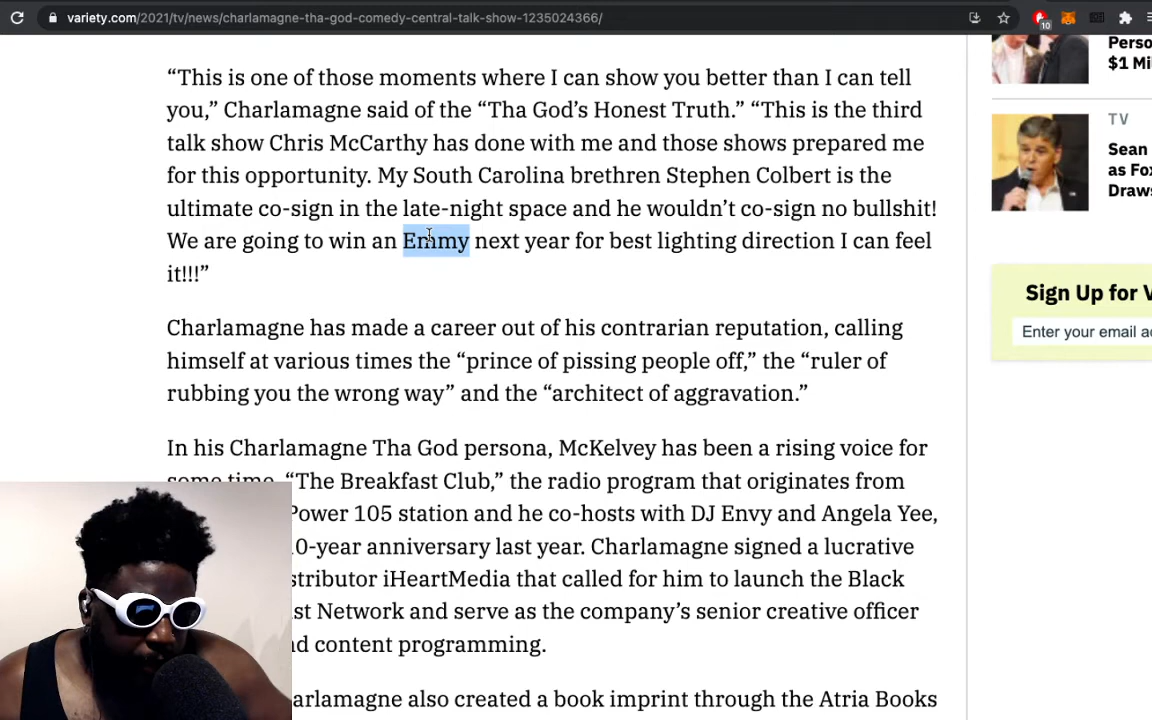 variety.com/2021/tv/news/charlamagne-tha-god-comedy-central-talk-show-1235024366/
10
“This is one of those moments where I can show you better than I can tell
you,” Charlamagne said of the “Tha God’s Honest Truth.” “This is the third
talk show Chris McCarthy has done with me and those shows prepared me
for this opportunity. My South Carolina brethren Stephen Colbert is the
ultimate co-sign in the late-night space and he wouldn’t co-sign no bullshit!
We are going to win an Emmy next year for best lighting direction I can feel
it!!!”
Charlamagne has made a career out of his contrarian reputation, calling
himself at various times the “prince of pissing people off,” the “ruler of
rubbing you the wrong way” and the “architect of aggravation.”
In his Charlamagne Tha God persona, McKelvey has been a rising voice for
some time. “The Breakfast Club,” the radio program that originates from
Power 105 station and he co-hosts with DJ Envy and Angela Yee,
10-year anniversary last year. Charlamagne signed a lucrative
stributor iHeartMedia that called for him to launch the Black
st Network and serve as the company’s senior creative officer
nd content programming.
arlamagne also created a book imprint through the Atria Books
Perso
$1 Mi
TV
Sean
as Fo
Draws
Sign Up for V
Enter your email a